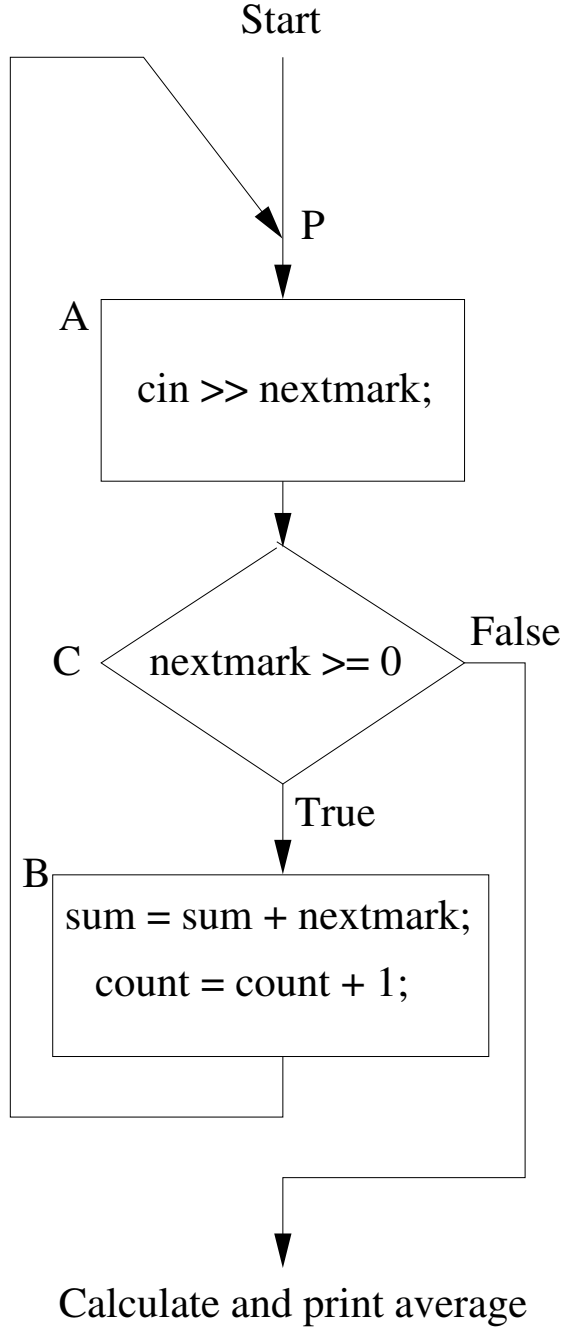 Start
P
A
cin >> nextmark;
C
nextmark >= 0
False
True
B
sum = sum + nextmark;
count = count + 1;
Calculate and print average